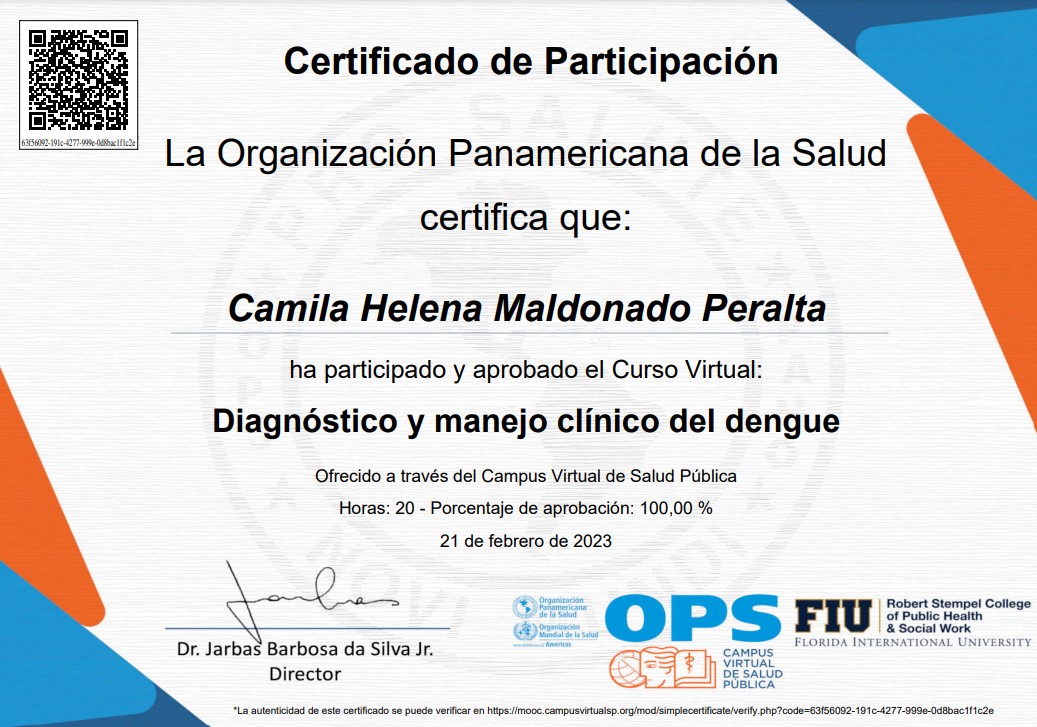 63f56092-191c-4277-999e-0d8bac1f1c2e
Certificado de Participación
La Organización Panamericana de la Salud
certifica que:
Camila Helena Maldonado Peralta
ha participado y aprobado el Curso Virtual:
Diagnóstico y manejo clínico del dengue
Ofrecido a través del Campus Virtual de Salud Pública
Horas: 20 - Porcentaje de aprobación: 100,00 %
21 de febrero de 2023
Dr. Jarbas Barbosa da Silva Jr.
Director
Organización
Panamericana
de la Salud
Organización
Mundial de la Salud
Américas
OPS
CAMPUS
VIRTUAL
DE SALUD
PÚBLICA
FIU
Robert Stempel College
of Public Health
& Social Work
FLORIDA INTERNATIONAL UNIVERSITY
*La autenticidad de este certificado se puede verificar en https://mooc.campusvirtualsp.org/mod/simplecertificate/verify.php?code=63f56092-191c-4277-999e-0d8bac1f1c2e